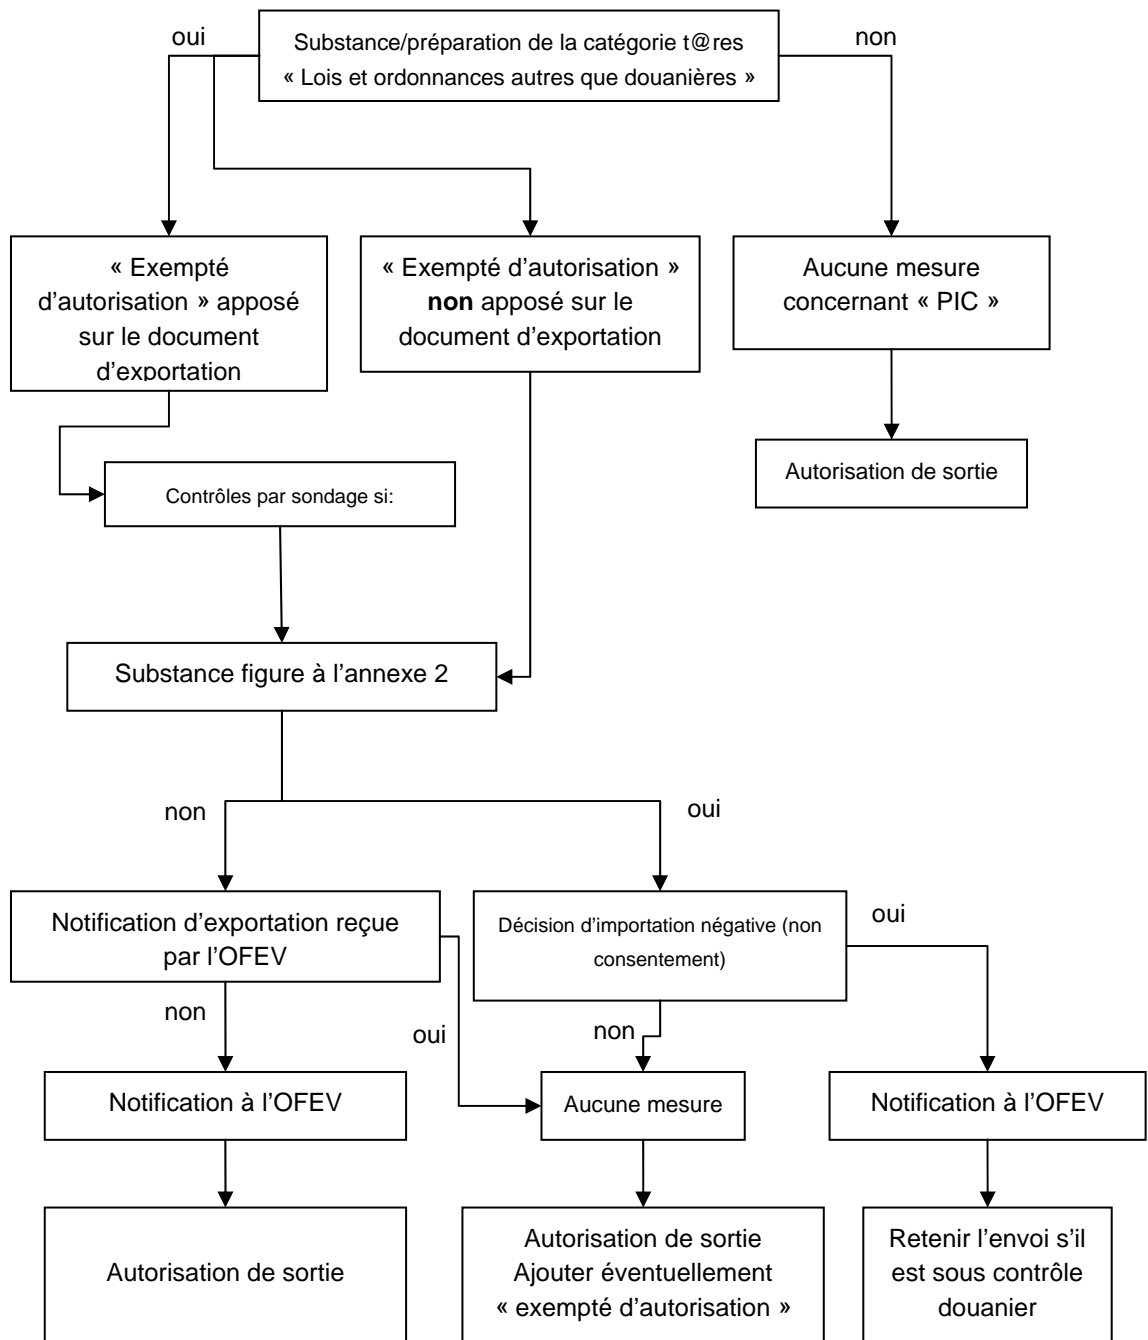 oui
Substance/préparation de la catégorie t@res
« Lois et ordonnances autres que douanières »
non
« Exempté
d’autorisation » apposé
sur le document
d’exportation
« Exempté d’autorisation »
non apposé sur le
document d’exportation
Aucune mesure
concernant « PIC »
Autorisation de sortie
Contrôles par sondage si:
Substance figure à l’annexe 2
non
oui
Notification d’exportation reçue
par l’OFEV
Décision d’importation négative (non
consentement)
oui
non
oui
non
Notification à l’OFEV
Aucune mesure
Notification à l’OFEV
Autorisation de sortie
Autorisation de sortie
Ajouter éventuellement
« exempté d’autorisation »
Retenir l’envoi s’il
est sous contrôle
douanier